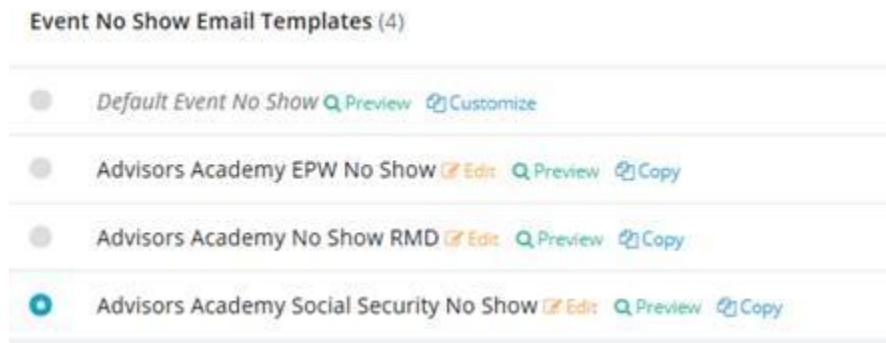 Event No Show Email Templates (4)
Default Event No Show Preview Customize
Advisors Academy EPW No Show Edit Preview Copy
Advisors Academy No Show RMD Edit Preview Copy
Advisors Academy Social Security No Show Edit Preview Copy